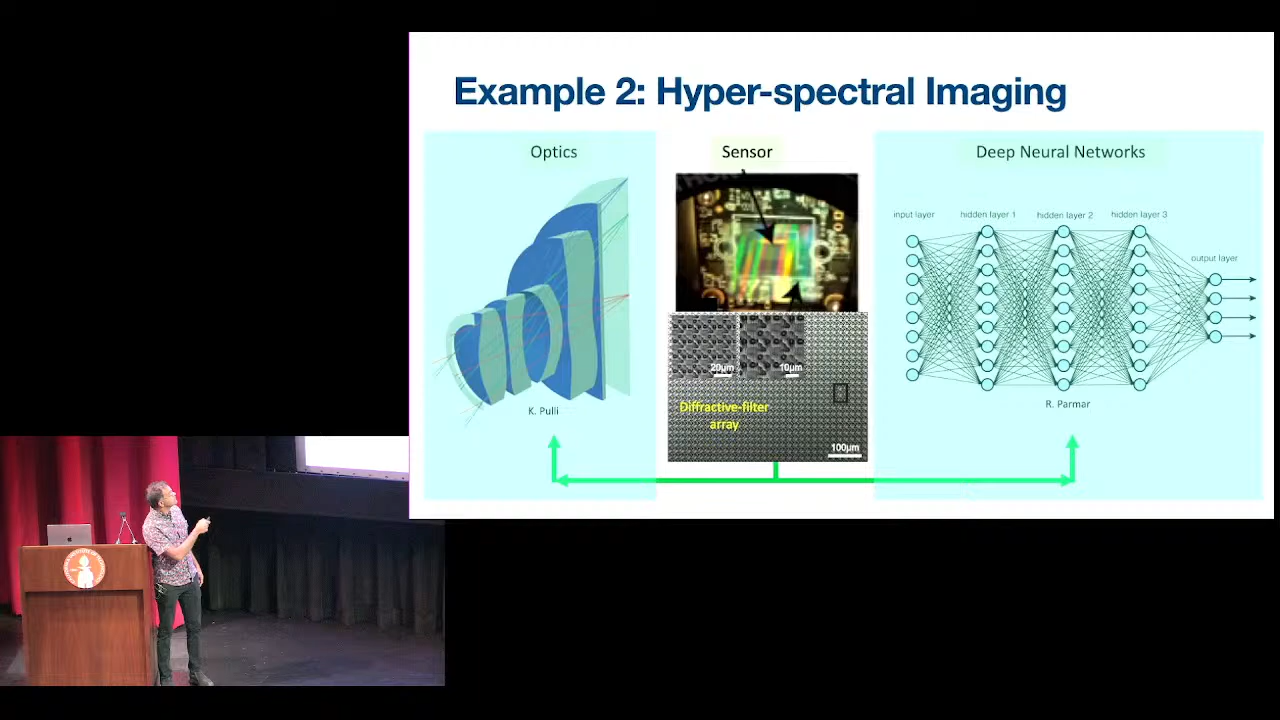 Example 2: Hyper-spectral Imaging
Optics
Sensor
Deep Neural Networks
input layer
hidden layer 1
hidden layer 2
hidden layer 3
output layer
20μm
10μm
Diffractive-filter
array
100μm
K. Pulli
R. Parmar